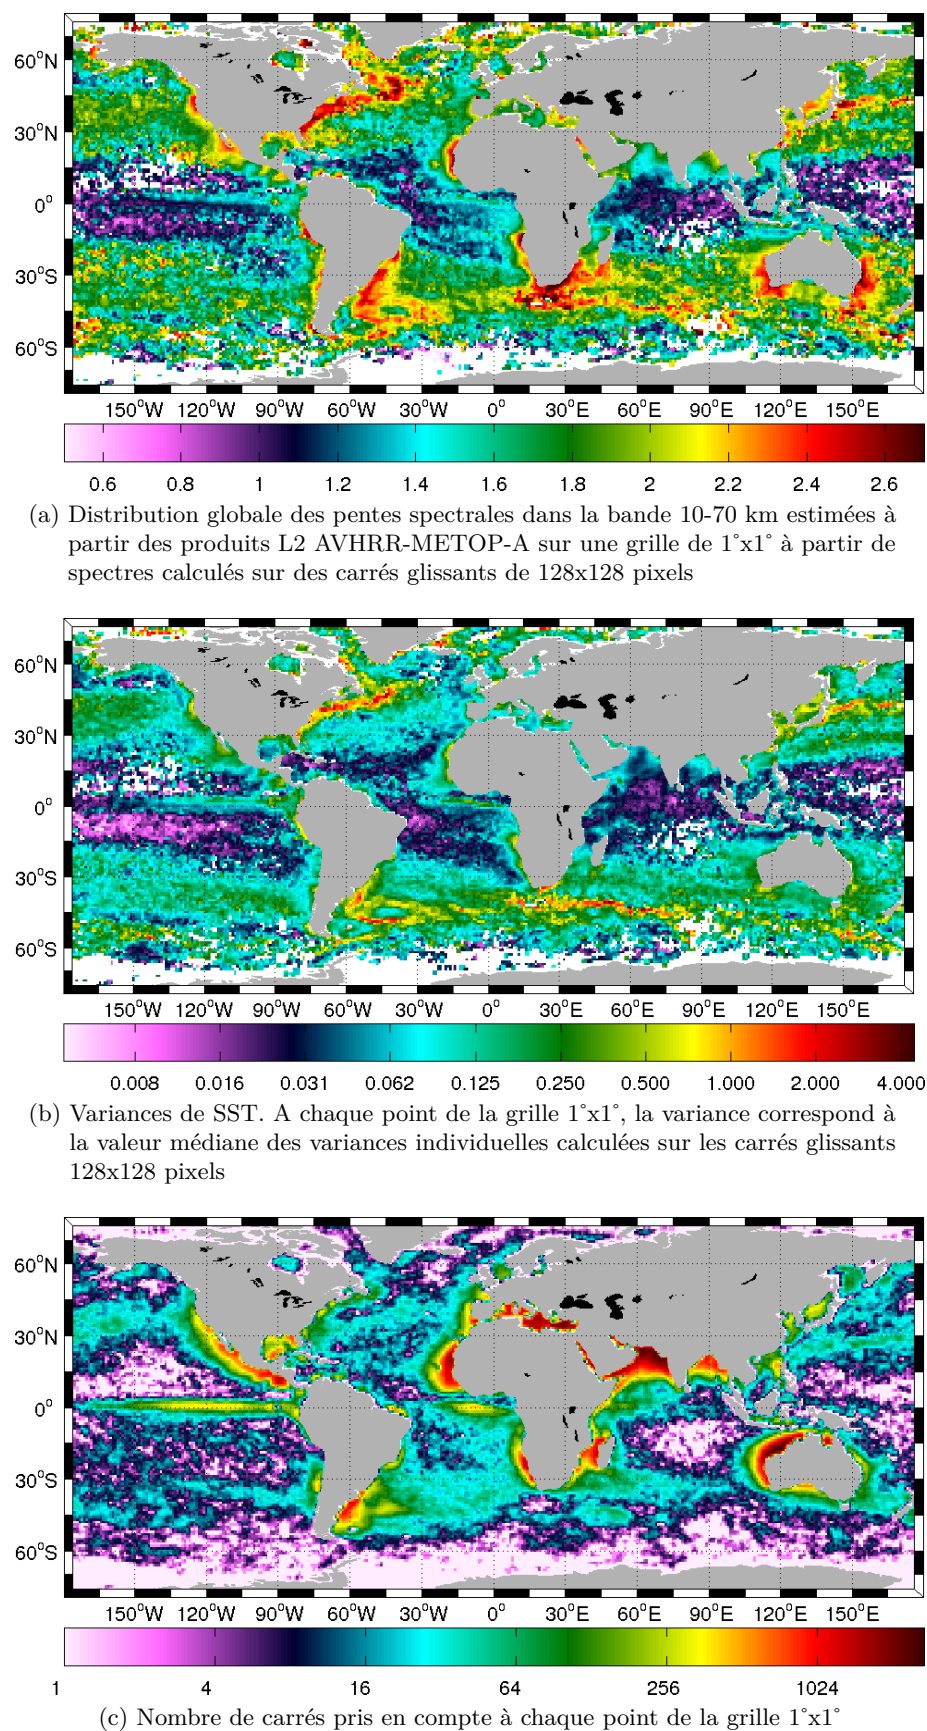 60°N
30°N
0°
30°S
60°S
150°W 120°W 90°W 60°W 30°W 0° 30°E 60°E 90°E 120°E 150°E
0.6 0.8 1 1.2 1.4 1.6 1.8 2 2.2 2.4 2.6
(a) Distribution globale des pentes spectrales dans la bande 10-70 km estimées à
partir des produits L2 AVHRR-METOP-A sur une grille de 1°x1° à partir de
spectres calculés sur des carrés glissants de 128x128 pixels
60°N
30°N
0°
30°S
60°S
150°W 120°W 90°W 60°W 30°W 0° 30°E 60°E 90°E 120°E 150°E
0.008 0.016 0.031 0.062 0.125 0.250 0.500 1.000 2.000 4.000
(b) Variances de SST. A chaque point de la grille 1°x1°, la variance correspond à
la valeur médiane des variances individuelles calculées sur les carrés glissants
128x128 pixels
60°N
30°N
0°
30°S
60°S
150°W 120°W 90°W 60°W 30°W 0° 30°E 60°E 90°E 120°E 150°E
1 4 16 64 256 1024
(c) Nombre de carrés pris en compte à chaque point de la grille 1°x1°